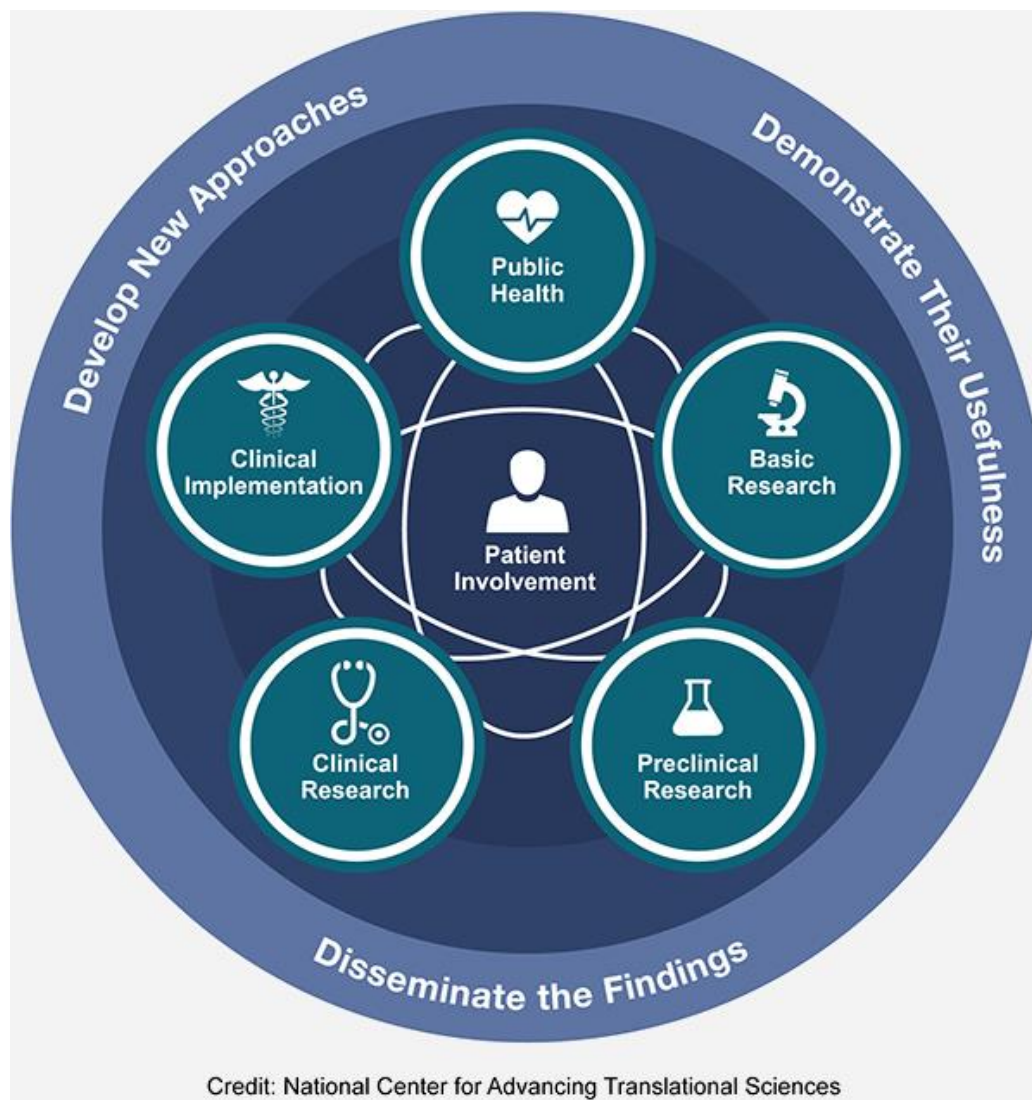 Develop New Approaches
Demonstrate Their Usefulness
Public
Health
Clinical
Implementation
Basic
Research
Patient
Involvement
Clinical
Research
Preclinical
Research
Disseminate the Findings
Credit: National Center for Advancing Translational Sciences